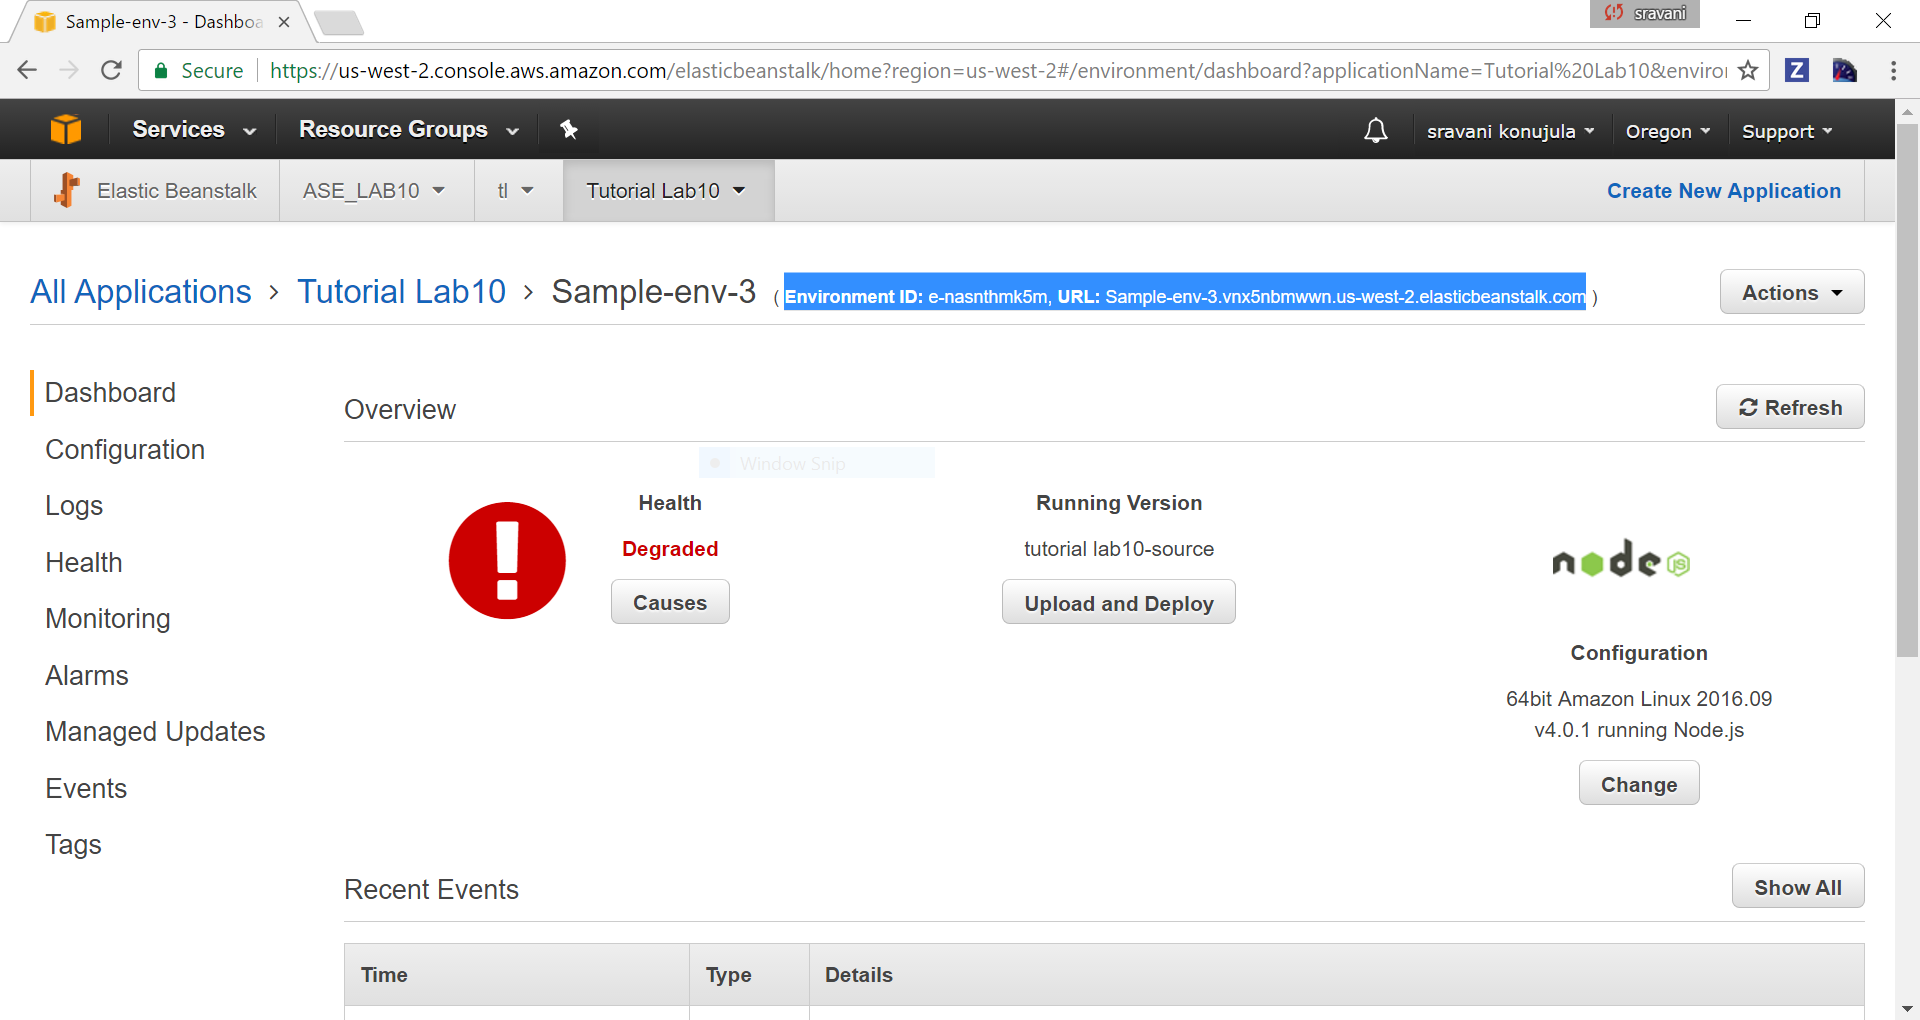 Sample-env-3 - Dashboa
sravani
Secure https://us-west-2.console.aws.amazon.com/elasticbeanstalk/home?region=us-west-2#/environment/dashboard?applicationName=Tutorial%20Lab10&enviro
Z
Services Resource Groups sravani konujula Oregon Support
Elastic Beanstalk ASE_LAB10 tl Tutorial Lab10 Create New Application
All Applications > Tutorial Lab10 > Sample-env-3 ( Environment ID: e-nasnthmk5m, URL: Sample-env-3.vnx5nbmwwn.us-west-2.elasticbeanstalk.com ) Actions
Dashboard
Configuration
Logs
Health
Monitoring
Alarms
Managed Updates
Events
Tags
Overview Refresh
Window Snip
Health
Degraded
Causes
Running Version
tutorial lab10-source
Upload and Deploy
node JS
Configuration
64bit Amazon Linux 2016.09
v4.0.1 running Node.js
Change
Recent Events Show All
Time Type Details